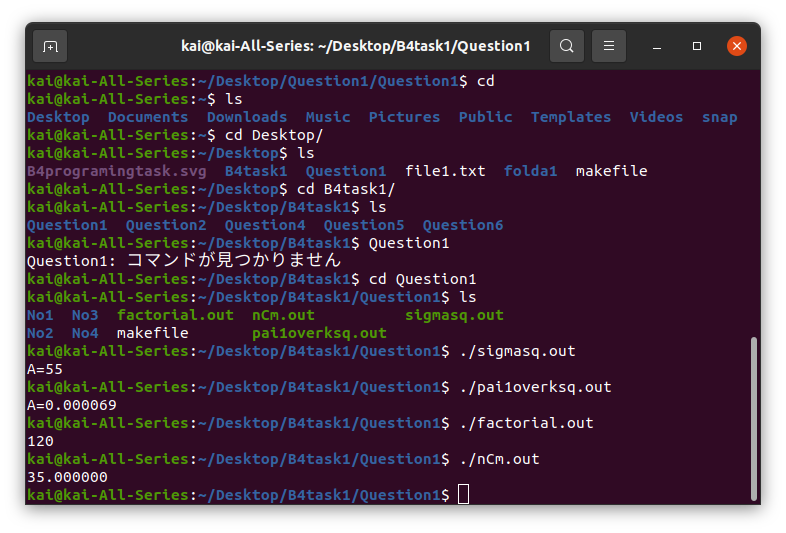 kai@kai-All-Series: ~/Desktop/B4task1/Question1
kai@kai-All-Series:~/Desktop/Question1/Question1$ cd
kai@kai-All-Series:~$ ls
Desktop  Documents  Downloads  Music  Pictures  Public  Templates  Videos  snap
kai@kai-All-Series:~$ cd Desktop/
kai@kai-All-Series:~/Desktop$ ls
B4programingtask.svg  B4task1  Question1  file1.txt  folda1  makefile
kai@kai-All-Series:~/Desktop$ cd B4task1/
kai@kai-All-Series:~/Desktop/B4task1$ ls
Question1  Question2  Question4  Question5  Question6
kai@kai-All-Series:~/Desktop/B4task1$ Question1
Question1: コマンドが見つかりません
kai@kai-All-Series:~/Desktop/B4task1$ cd Question1
kai@kai-All-Series:~/Desktop/B4task1/Question1$ ls
No1  No3  factorial.out  nCm.out          sigmasq.out
No2  No4  makefile       pai1overksq.out
kai@kai-All-Series:~/Desktop/B4task1/Question1$ ./sigmasq.out
A=55
kai@kai-All-Series:~/Desktop/B4task1/Question1$ ./pai1overksq.out
A=0.000069
kai@kai-All-Series:~/Desktop/B4task1/Question1$ ./factorial.out
120
kai@kai-All-Series:~/Desktop/B4task1/Question1$ ./nCm.out
35.000000
kai@kai-All-Series:~/Desktop/B4task1/Question1$